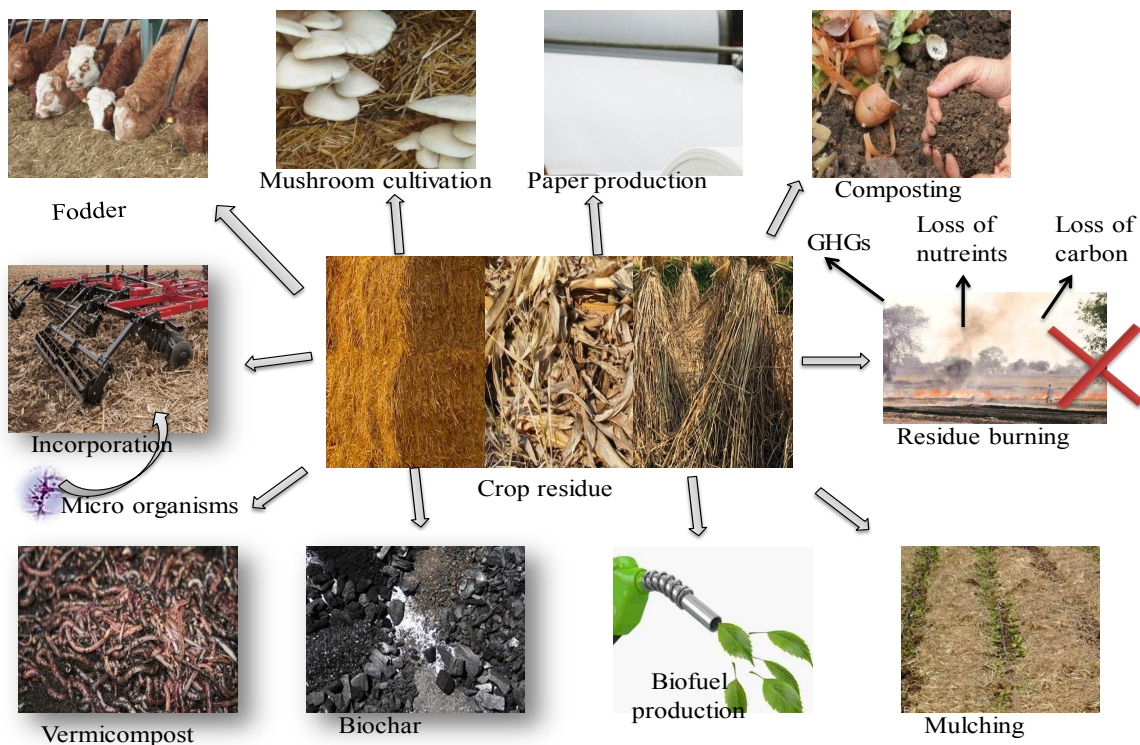 Mushroom cultivation
Paper production
Composting
Fodder
GHGs
Loss of
nutreints
Loss of
carbon
Incorporation
Residue burning
Crop residue
Micro organisms
Biofuel
production
Vermicompost
Biochar
Mulching